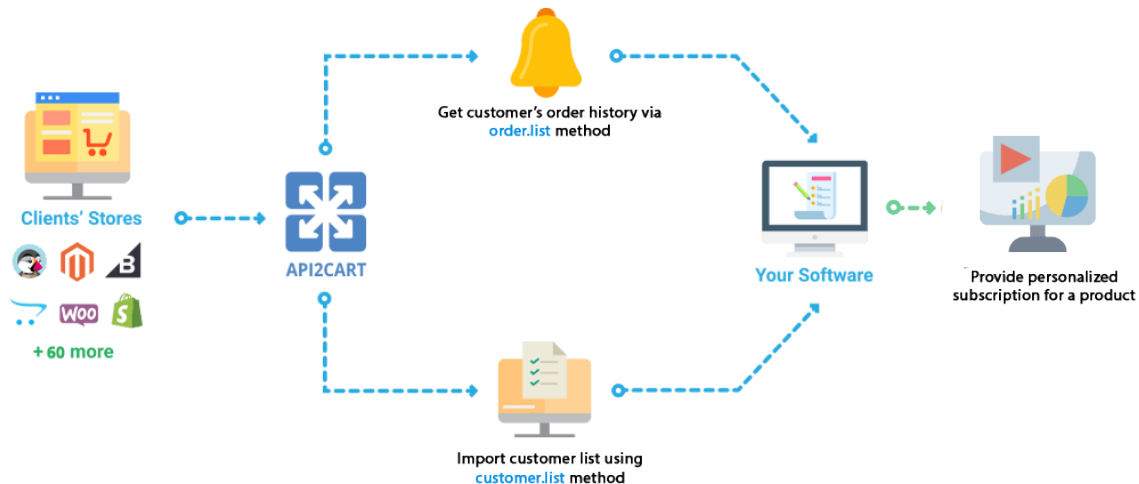 Get customer's order history via
order.list method
Clients' Stores
B
WOO
S
+ 60 more
API2CART
Your Software
Provide personalized
subscription for a product
Import customer list using
customer.list method